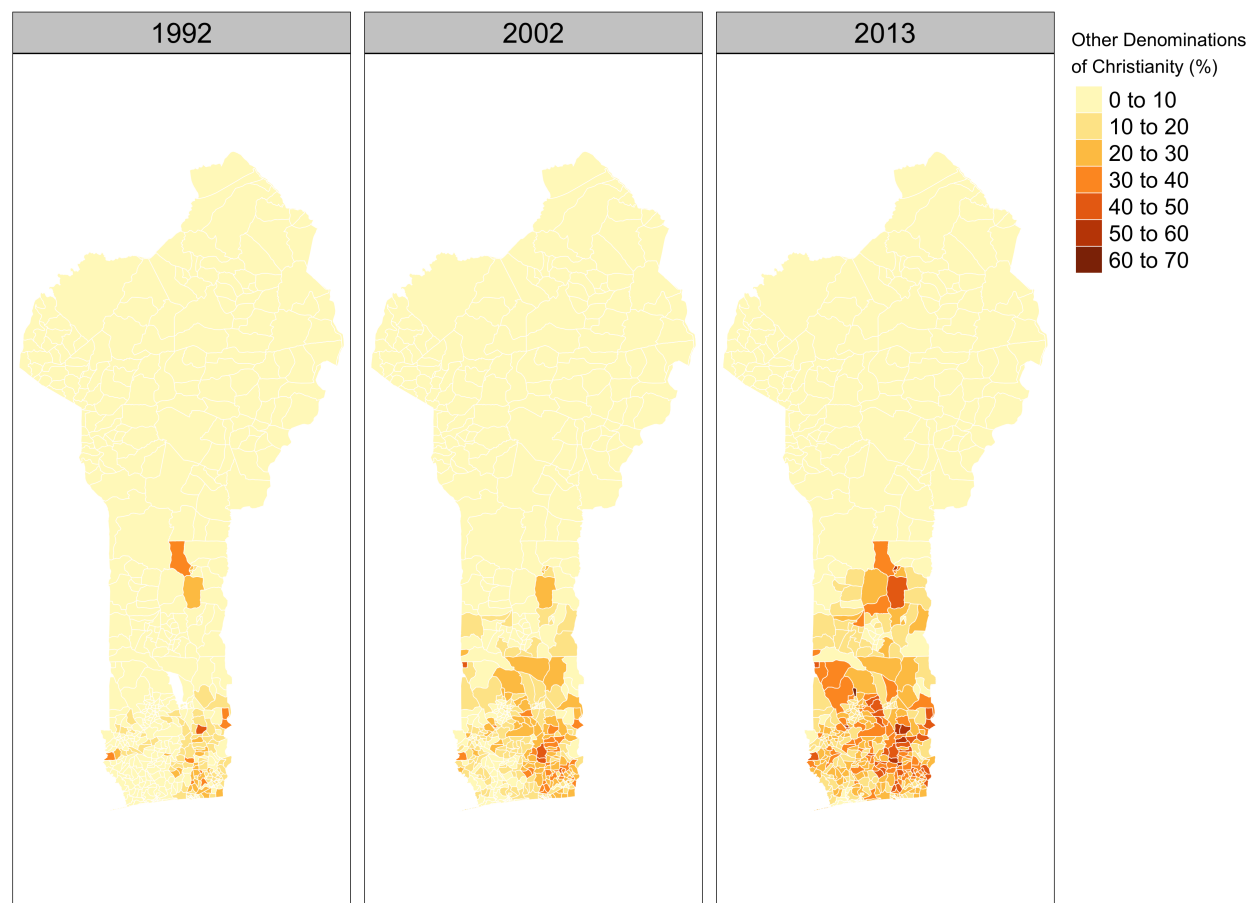 1992
2002
2013
Other Denominations
of Christianity (%)
0 to 10
10 to 20
20 to 30
30 to 40
40 to 50
50 to 60
60 to 70